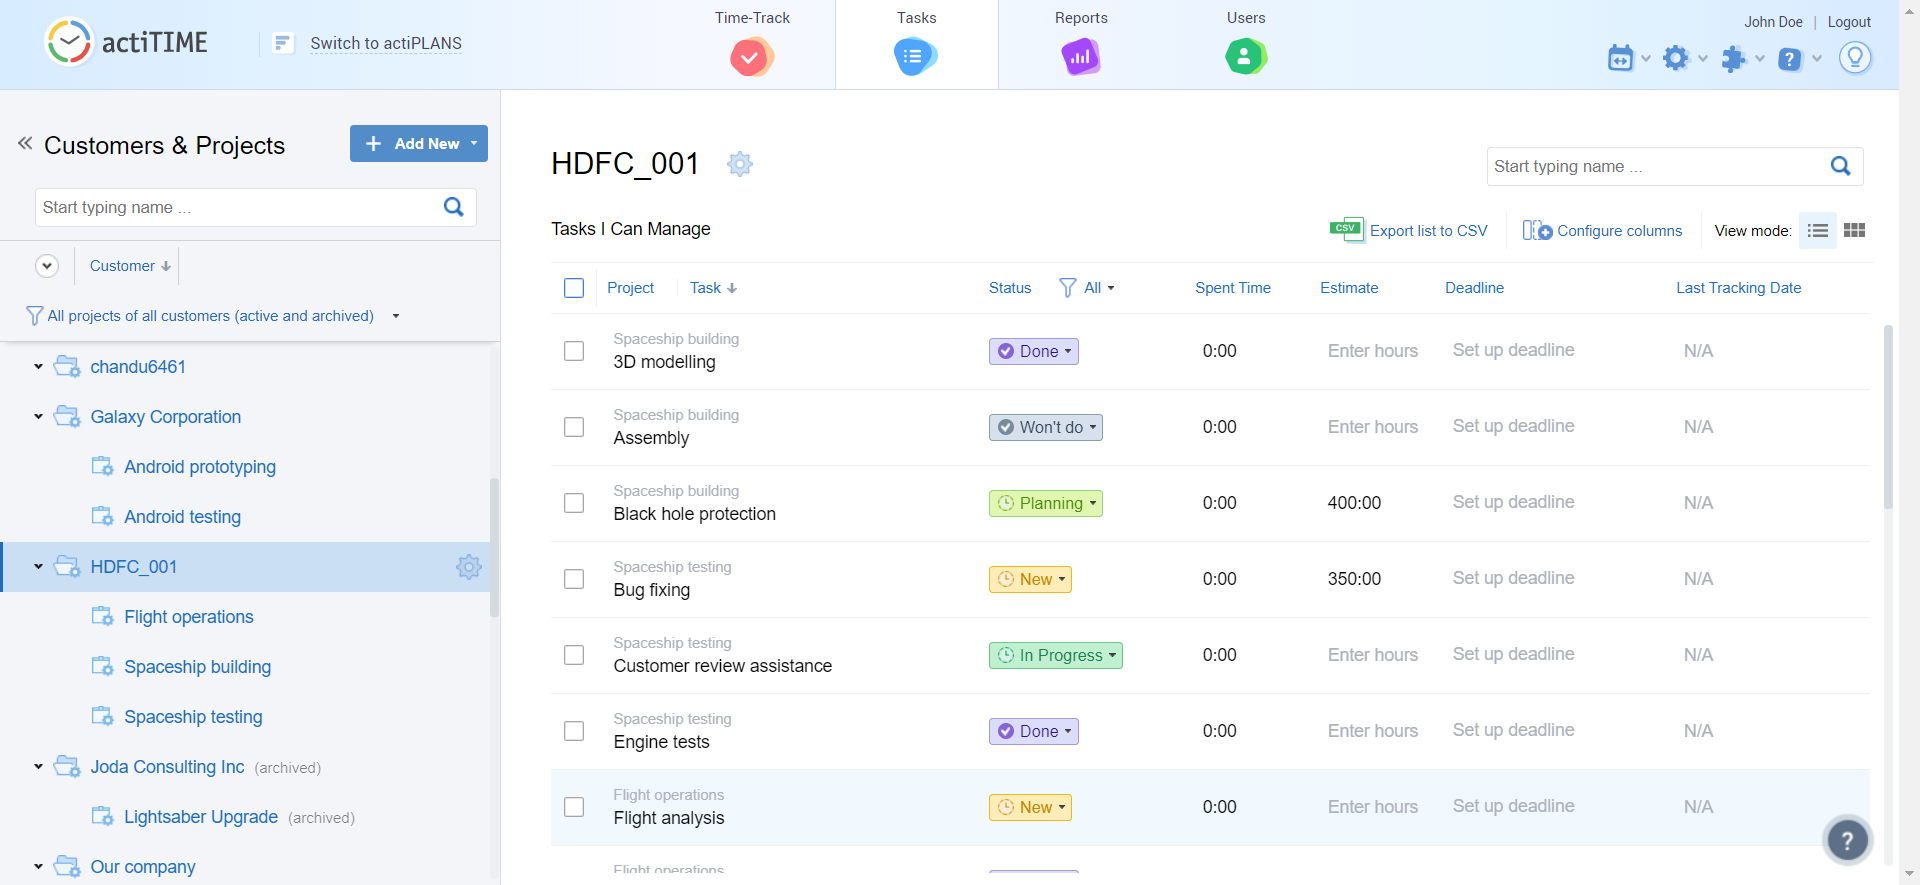 actiTIME
Switch to actiPLANS
Time-Track
Tasks
Reports
Users
John Doe | Logout
Customers & Projects
Add New
Start typing name ...
Customer
All projects of all customers (active and archived)
chandu6461
Galaxy Corporation
Android prototyping
Android testing
HDFC_001
Flight operations
Spaceship building
Spaceship testing
Joda Consulting Inc (archived)
Lightsaber Upgrade (archived)
Our company
HDFC_001
Start typing name ...
Tasks I Can Manage
CSV Export list to CSV
Configure columns
View mode:
Project Task Status All Spent Time Estimate Deadline Last Tracking Date
Spaceship building
3D modelling Done 0:00 Enter hours Set up deadline N/A
Spaceship building
Assembly Won't do 0:00 Enter hours Set up deadline N/A
Spaceship building
Black hole protection Planning 0:00 400:00 Set up deadline N/A
Spaceship testing
Bug fixing New 0:00 350:00 Set up deadline N/A
Spaceship testing
Customer review assistance In Progress 0:00 Enter hours Set up deadline N/A
Spaceship testing
Engine tests Done 0:00 Enter hours Set up deadline N/A
Flight operations
Flight analysis New 0:00 Enter hours Set up deadline N/A
Flight operations
?